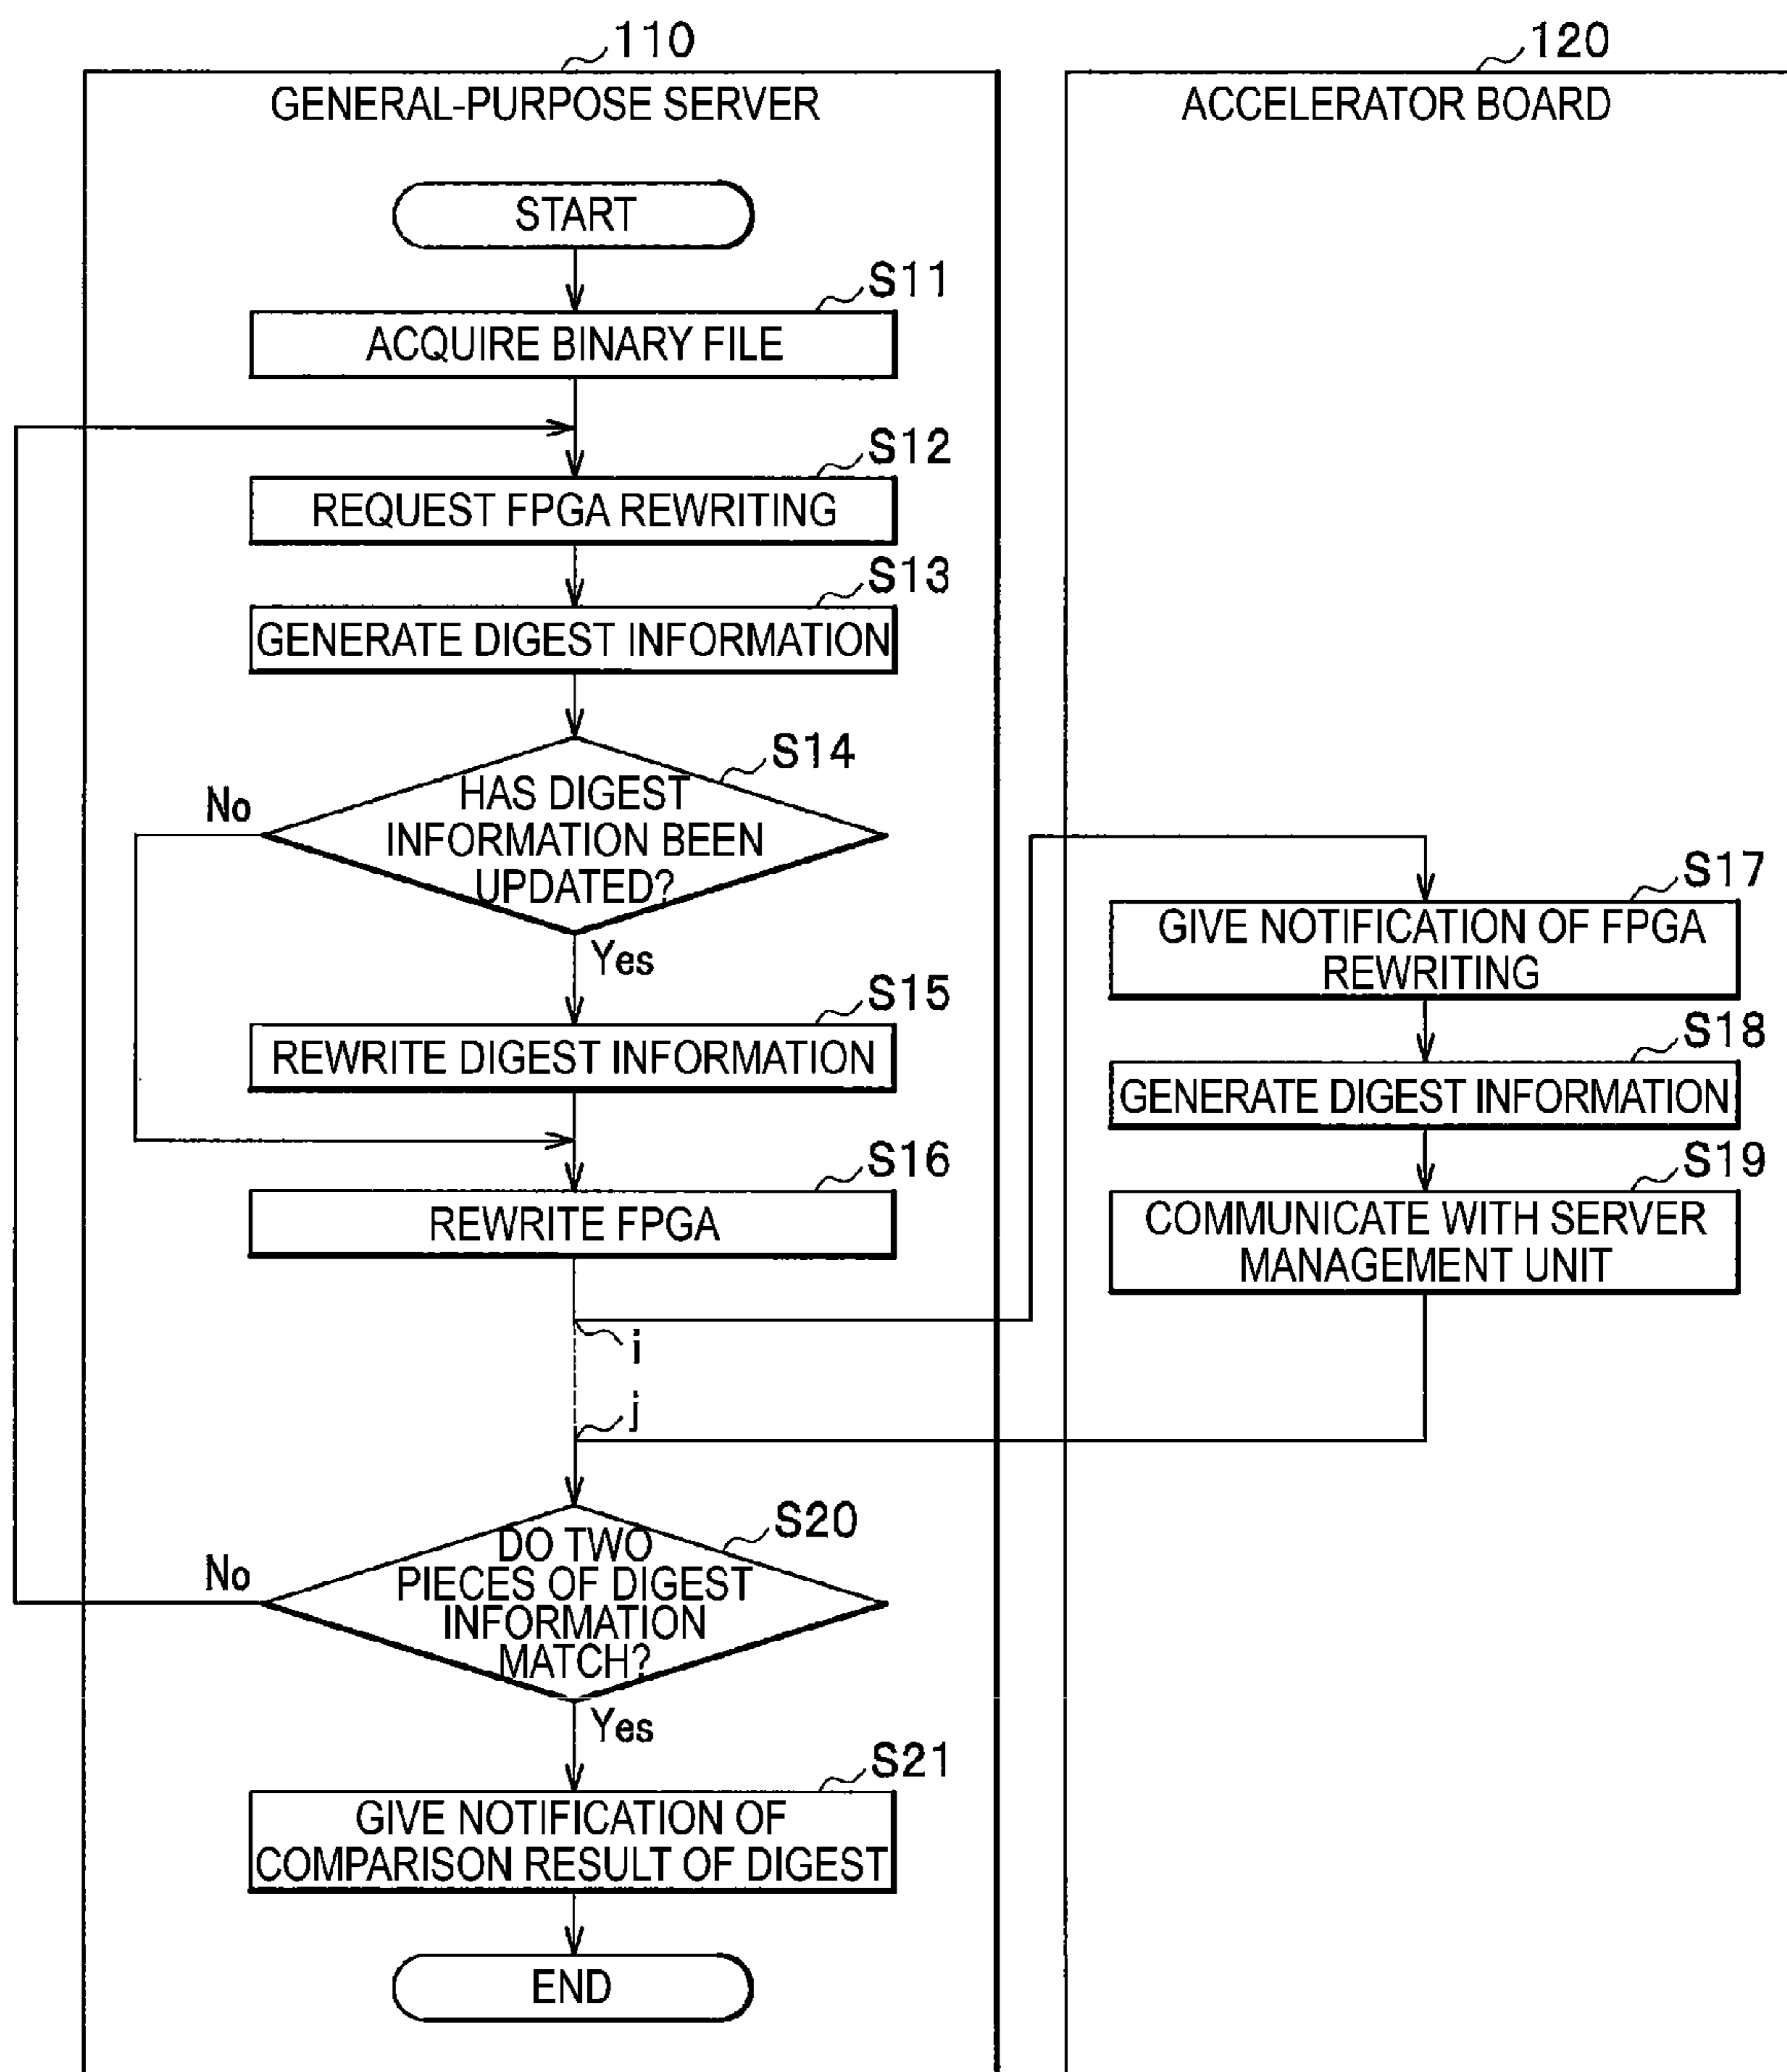 110
GENERAL-PURPOSE SERVER
START
S11
ACQUIRE BINARY FILE
S12
REQUEST FPGA REWRITING
S13
GENERATE DIGEST INFORMATION
S14
HAS DIGEST
INFORMATION BEEN
UPDATED?
No
Yes
S15
REWRITE DIGEST INFORMATION
S16
REWRITE FPGA
i
j
120
ACCELERATOR BOARD
S17
GIVE NOTIFICATION OF FPGA
REWRITING
S18
GENERATE DIGEST INFORMATION
S19
COMMUNICATE WITH SERVER
MANAGEMENT UNIT
S20
DO TWO
PIECES OF DIGEST
INFORMATION
MATCH?
No
Yes
S21
GIVE NOTIFICATION OF
COMPARISON RESULT OF DIGEST
END